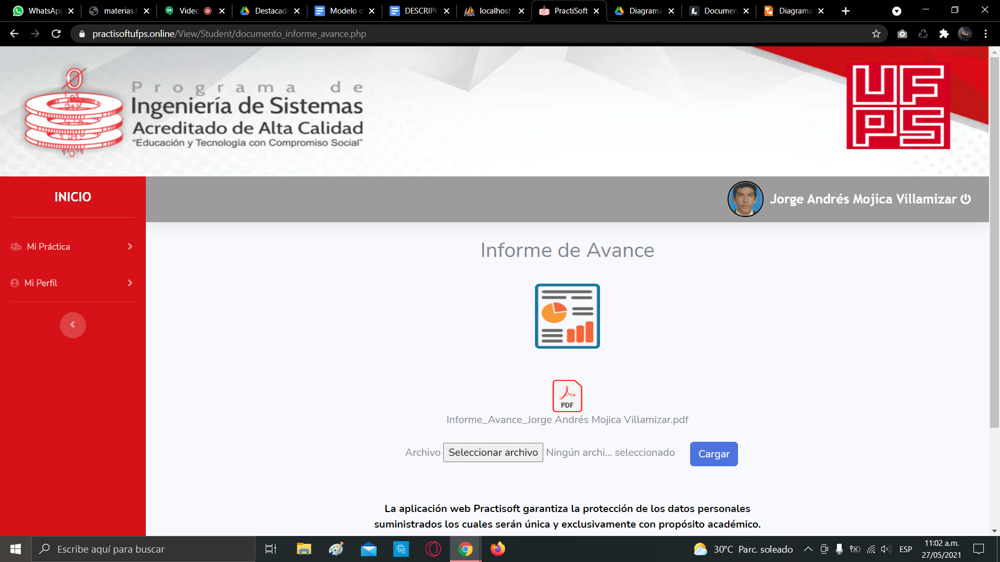 WhatsApp
materias.f
Video
Destacad
Modelo d
DESCRIPC
localhost
PractiSoft
Diagrama
Documen
Diagrama
practisoftufps.online/View/Student/documento_informe_avance.php
Programa de
Ingeniería de Sistemas
Acreditado de Alta Calidad
“Educación y Tecnología con Compromiso Social”
UFPS
INICIO
Jorge Andrés Mojica Villamizar
Mi Práctica
Mi Perfil
Informe de Avance
PDF
Informe_Avance_Jorge Andrés Mojica Villamizar.pdf
Archivo Seleccionar archivo Ningún archi... seleccionado Cargar
La aplicación web Practisoft garantiza la protección de los datos personales
suministrados los cuales serán única y exclusivamente con propósito académico.
Escribe aquí para buscar
30°C Parc. soleado
ESP
11:02 a.m.
27/05/2021